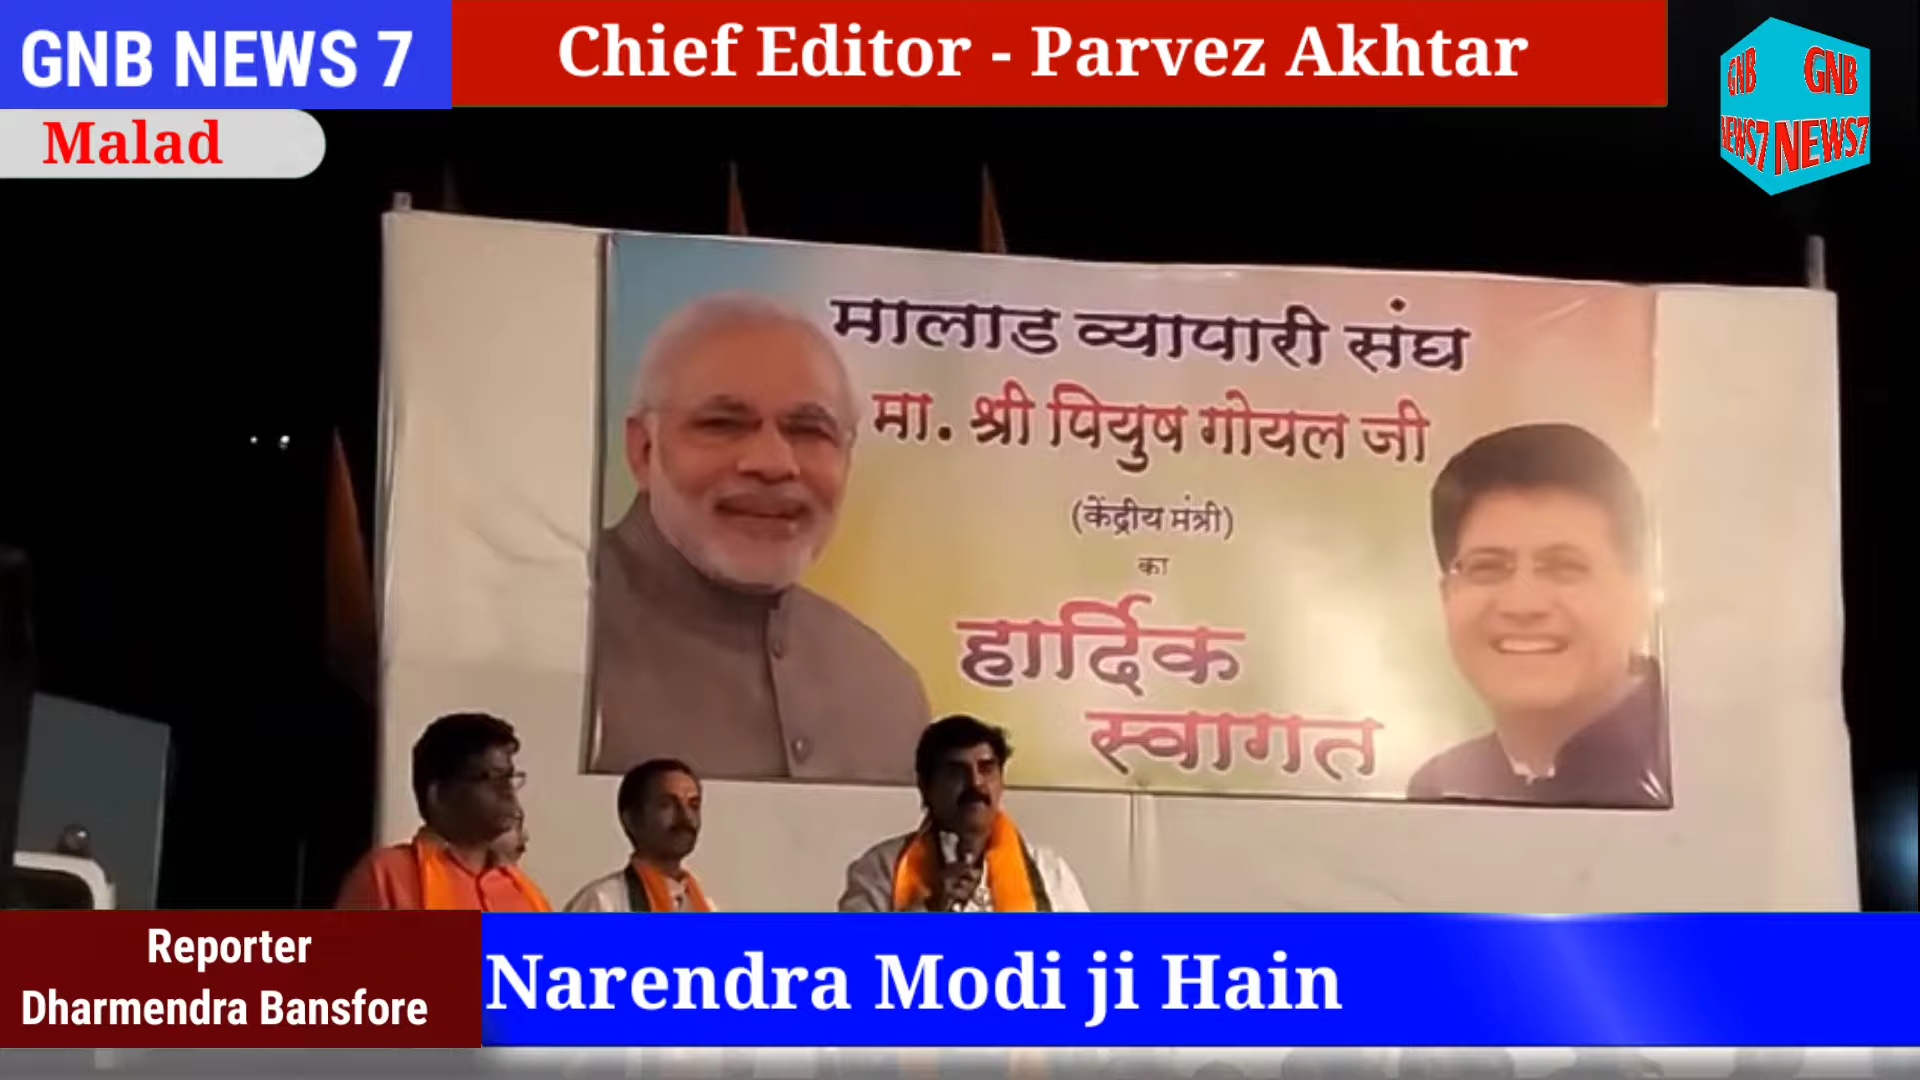 GNB NEWS 7
Chief Editor - Parvez Akhtar
GNB GNB
NEWS7 NEWS7
Malad
मालाड व्यापारी संघ
मा. श्री पियुष गोयल जी
(केंद्रीय मंत्री)
का
हार्दिक
स्वागत
Reporter
Dharmendra Bansfore
Narendra Modi ji Hain